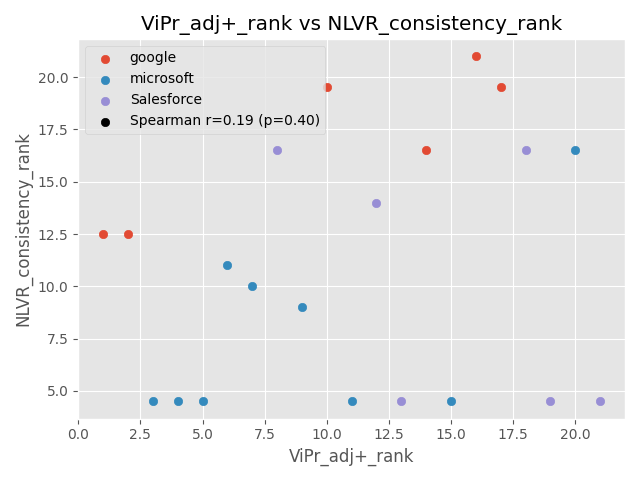 ViPr_adj+_rank vs NLVR_consistency_rank
google
microsoft
Salesforce
Spearman r=0.19 (p=0.40)
NLVR_consistency_rank
20.0
17.5
15.0
12.5
10.0
7.5
5.0
0.0 2.5 5.0 7.5 10.0 12.5 15.0 17.5 20.0
ViPr_adj+_rank